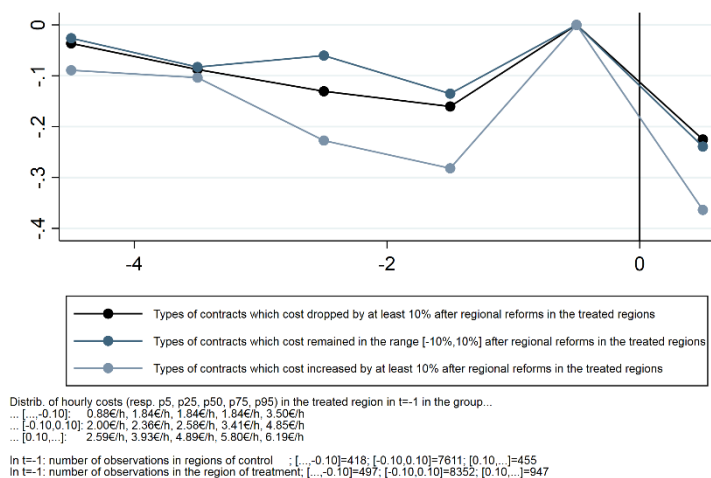 0
-.1
-.2
-.3
-.4
-4
-2
0
Types of contracts which cost dropped by at least 10% after regional reforms in the treated regions
Types of contracts which cost remained in the range [-10%,10%] after regional reforms in the treated regions
Types of contracts which cost increased by at least 10% after regional reforms in the treated regions
Distrib. of hourly costs (resp. p5, p25, p50, p75, p95) in the treated region in t=-1 in the group...
... [...,-0.10]: 0.88€/h, 1.84€/h, 1.84€/h, 1.84€/h, 3.50€/h
... [-0.10,0.10]: 2.00€/h, 2.36€/h, 2.58€/h, 3.41€/h, 4.85€/h
... [0.10,...]: 2.59€/h, 3.93€/h, 4.89€/h, 5.80€/h, 6.19€/h
In t=-1: number of observations in regions of control ; [...,-0.10]=418; [-0.10,0.10]=7611; [0.10,...]=455
In t=-1: number of observations in the region of treatment; [...,-0.10]=497; [-0.10,0.10]=8352; [0.10,...]=947